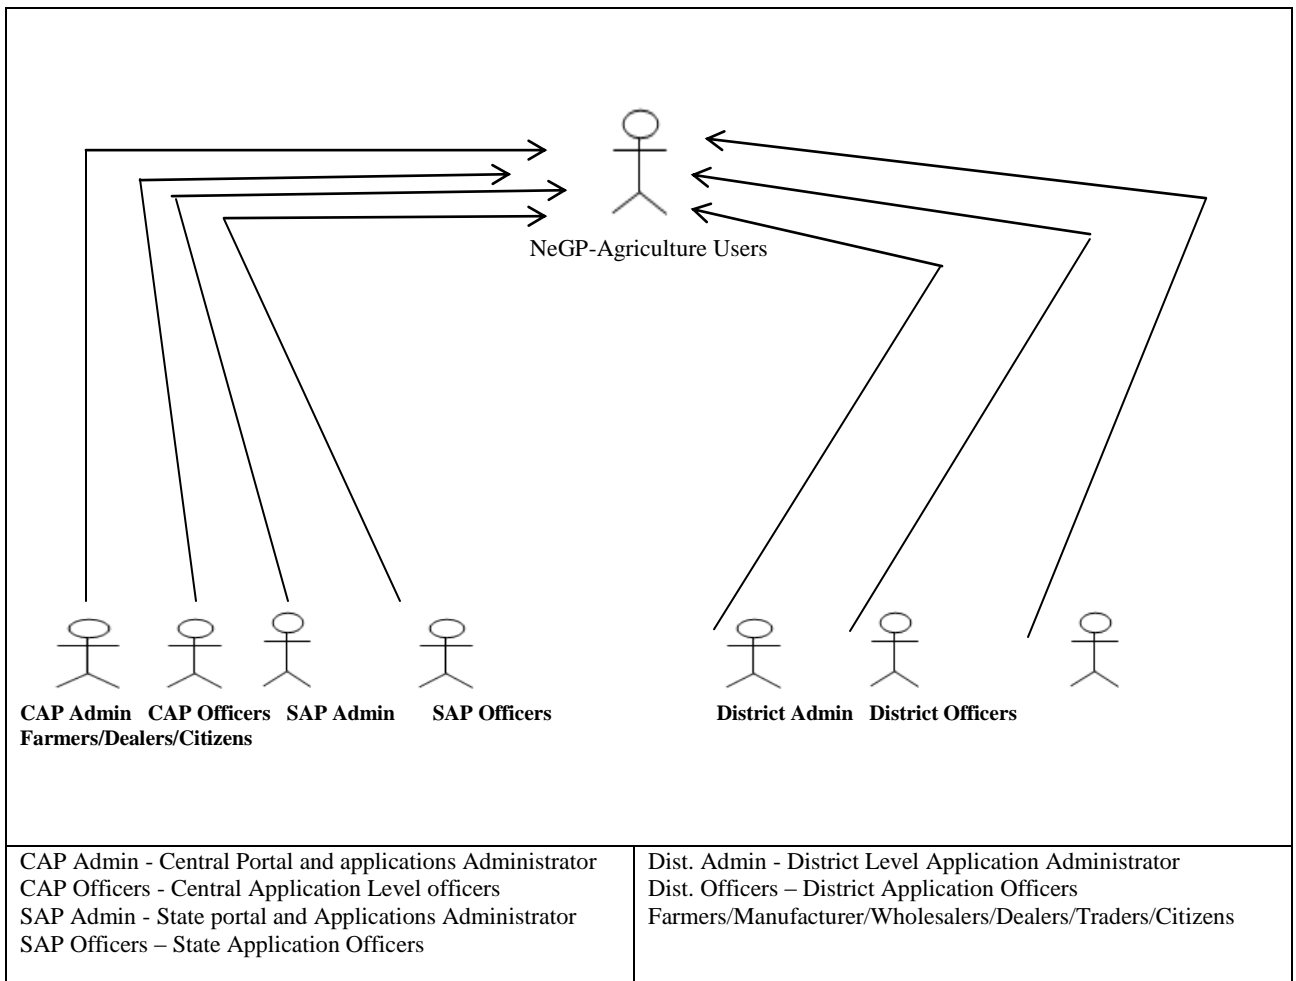 NeGP-Agriculture Users
CAP Admin CAP Officers SAP Admin SAP Officers District Admin District Officers
Farmers/Dealers/Citizens
CAP Admin - Central Portal and applications Administrator
CAP Officers - Central Application Level officers
SAP Admin - State portal and Applications Administrator
SAP Officers – State Application Officers
Dist. Admin - District Level Application Administrator
Dist. Officers – District Application Officers
Farmers/Manufacturer/Wholesalers/Dealers/Traders/Citizens